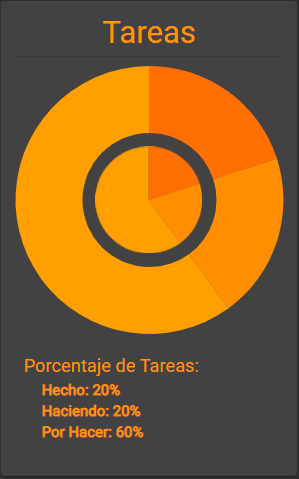 Tareas
Porcentaje de Tareas:
Hecho: 20%
Haciendo: 20%
Por Hacer: 60%